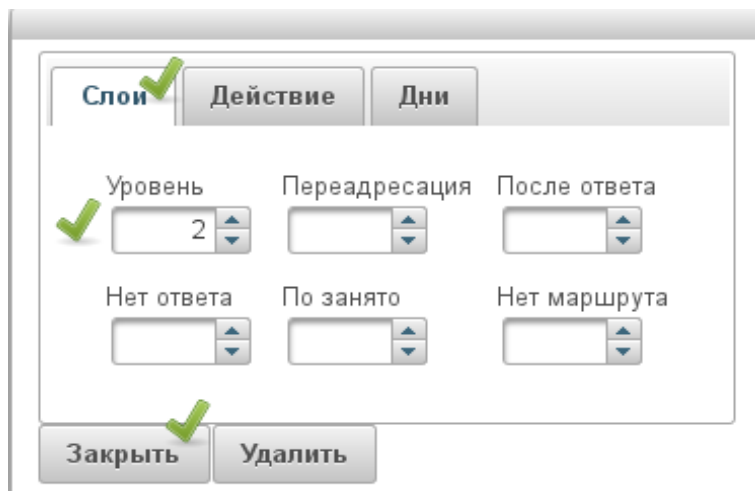 Слои Действие Дни
Уровень Переадресация После ответа
2
Нет ответа По занято Нет маршрута
Закрыть Удалить